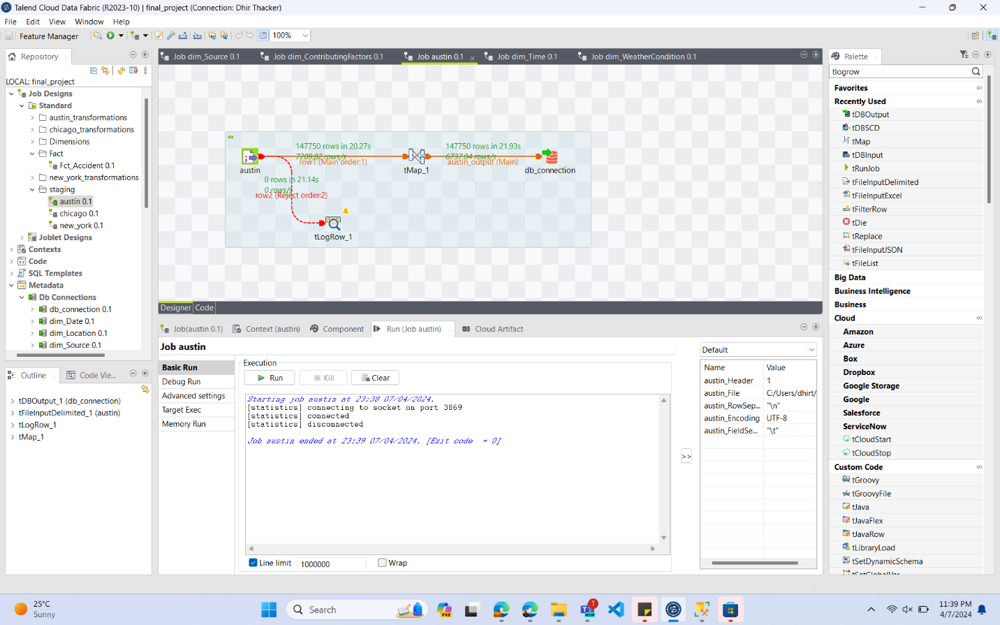 Talend Cloud Data Fabric (R2023-10) | final_project (Connection: Dhir Thacker)
File Edit View Window Help
Feature Manager
100%
Repository
LOCAL: final_project
Job Designs
Standard
austin_transformations
chicago_transformations
Dimensions
Fact
Fct_Accident 0.1
new_york_transformations
staging
austin 0.1
chicago 0.1
new_york 0.1
Joblet Designs
Contexts
Code
SQL Templates
Metadata
Db Connections
db_connection 0.1
dim_Date 0.1
dim_Location 0.1
dim_Source 0.1
Outline
Code Vie...
tDBOutput_1 (db_connection)
tFileInputDelimited_1 (austin)
tLogRow_1
tMap_1
Job dim_Source 0.1
Job dim_ContributingFactors 0.1
Job austin 0.1
Job dim_Time 0.1
Job dim_WeatherCondition 0.1
147750 rows in 20.27s
7289.82 rows/s
row1 (Main order:1)
147750 rows in 21.93s
6737.04 rows/s
austin_output (Main)
austin
tMap_1
db_connection
0 rows in 21.14s
0 rows/s
row2 (Reject order:2)
tLogRow_1
Designer
Code
Job(austin 0.1)
Context (austin)
Component
Run (Job austin)
Cloud Artifact
Job austin
Basic Run
Debug Run
Advanced settings
Target Exec
Memory Run
Execution
Run
Kill
Clear
Starting job austin at 23:38 07/04/2024.
[statistics] connecting to socket on port 3869
[statistics] connected
[statistics] disconnected
Job austin ended at 23:39 07/04/2024. [Exit code = 0]
Line limit
1000000
Wrap
>>
Default
Name Value
austin_Header 1
austin_File C:/Users/dhirt/
austin_RowSep... "\n"
austin_Encoding UTF-8
austin_FieldSe... "\t"
Palette
tlogrow
Favorites
Recently Used
tDBOutput
tDBSCD
tMap
tDBInput
tRunJob
tFileInputDelimited
tFileInputExcel
tFilterRow
tDie
tReplace
tFileInputJSON
tFileList
Big Data
Business Intelligence
Business
Cloud
Amazon
Azure
Box
Dropbox
Google Storage
Google
Salesforce
ServiceNow
tCloudStart
tCloudStop
Custom Code
tGroovy
tGroovyFile
tJava
tJavaFlex
tJavaRow
tLibraryLoad
tSetDynamicSchema
tSetGlobalVar
25°C
Sunny
Search
PRE
1
NEW
11:39 PM
4/7/2024